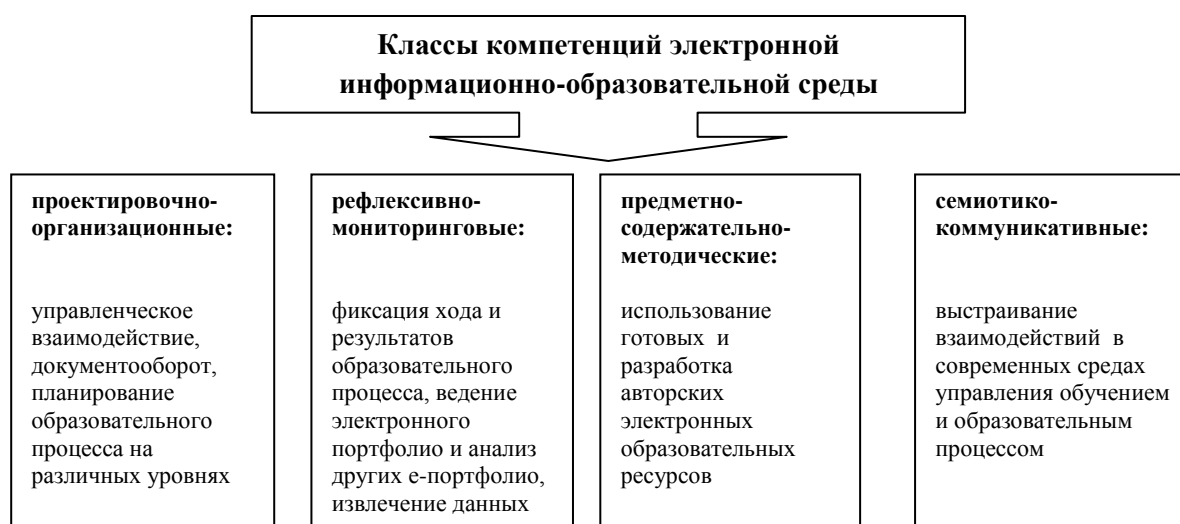 Классы компетенций электронной
информационно-образовательной среды
проектировочно-
организационные:
управленческое
взаимодействие,
документооборот,
планирование
образовательного
процесса на
различных уровнях
рефлексивно-
мониторинговые:
фиксация хода и
результатов
образовательного
процесса, ведение
электронного
портфолио и анализ
других е-портфолио,
извлечение данных
предметно-
содержательно-
методические:
использование
готовых и
разработка
авторских
электронных
образовательных
ресурсов
семиотико-
коммуникативные:
выстраивание
взаимодействий в
современных средах
управления обучением
и образовательным
процессом